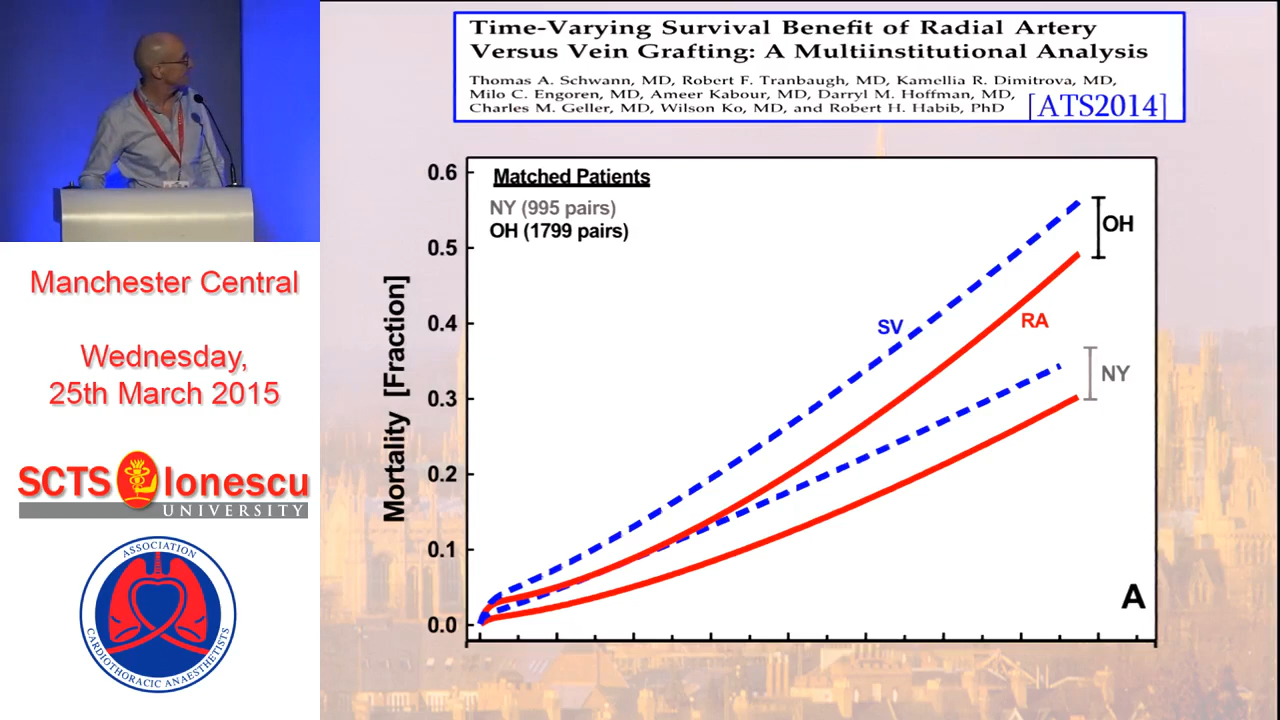 Time-Varying Survival Benefit of Radial Artery
Versus Vein Grafting: A Multiinstitutional Analysis
Thomas A. Schwann, MD, Robert F. Tranbaugh, MD, Kamellia R. Dimitrova, MD,
Milo C. Engoren, MD, Ameer Kabour, MD, Darryl M. Hoffman, MD,
Charles M. Geller, MD, Wilson Ko, MD, and Robert H. Habib, PhD
[ATS2014]
Matched Patients
NY (995 pairs)
OH (1799 pairs)
Mortality [Fraction]
0.6
0.5
0.4
0.3
0.2
0.1
0.0
SV
RA
OH
NY
A
Manchester Central
Wednesday,
25th March 2015
SCTS Ionescu
UNIVERSITY
ASSOCIATION
CARDIOTHORACIC ANAESTHETISTS